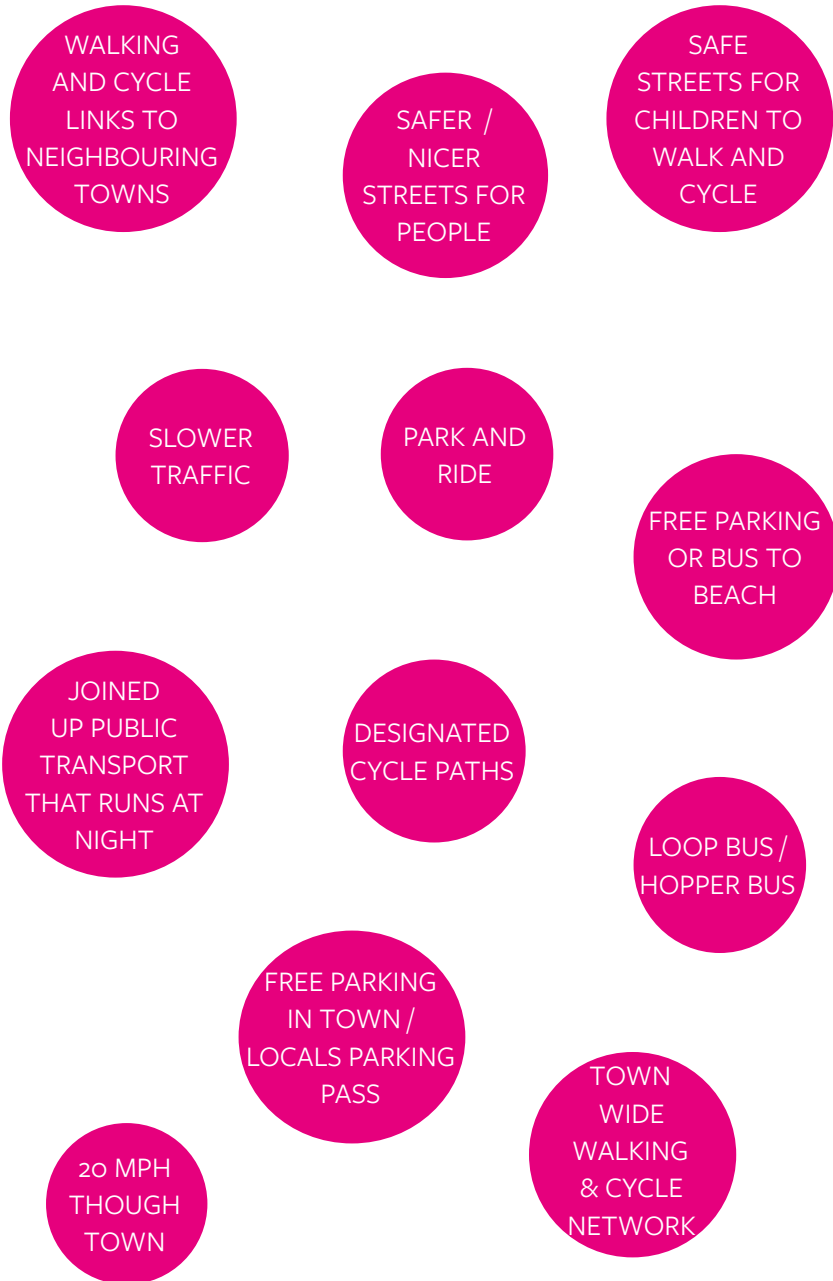 WALKING
AND CYCLE
LINKS TO
NEIGHBOURING
TOWNS
SAFER /
NICER
STREETS FOR
PEOPLE
SAFE
STREETS FOR
CHILDREN TO
WALK AND
CYCLE
SLOWER
TRAFFIC
PARK AND
RIDE
FREE PARKING
OR BUS TO
BEACH
JOINED
UP PUBLIC
TRANSPORT
THAT RUNS AT
NIGHT
DESIGNATED
CYCLE PATHS
LOOP BUS /
HOPPER BUS
FREE PARKING
IN TOWN /
LOCALS PARKING
PASS
TOWN
WIDE
WALKING
& CYCLE
NETWORK
20 MPH
THOUGH
TOWN